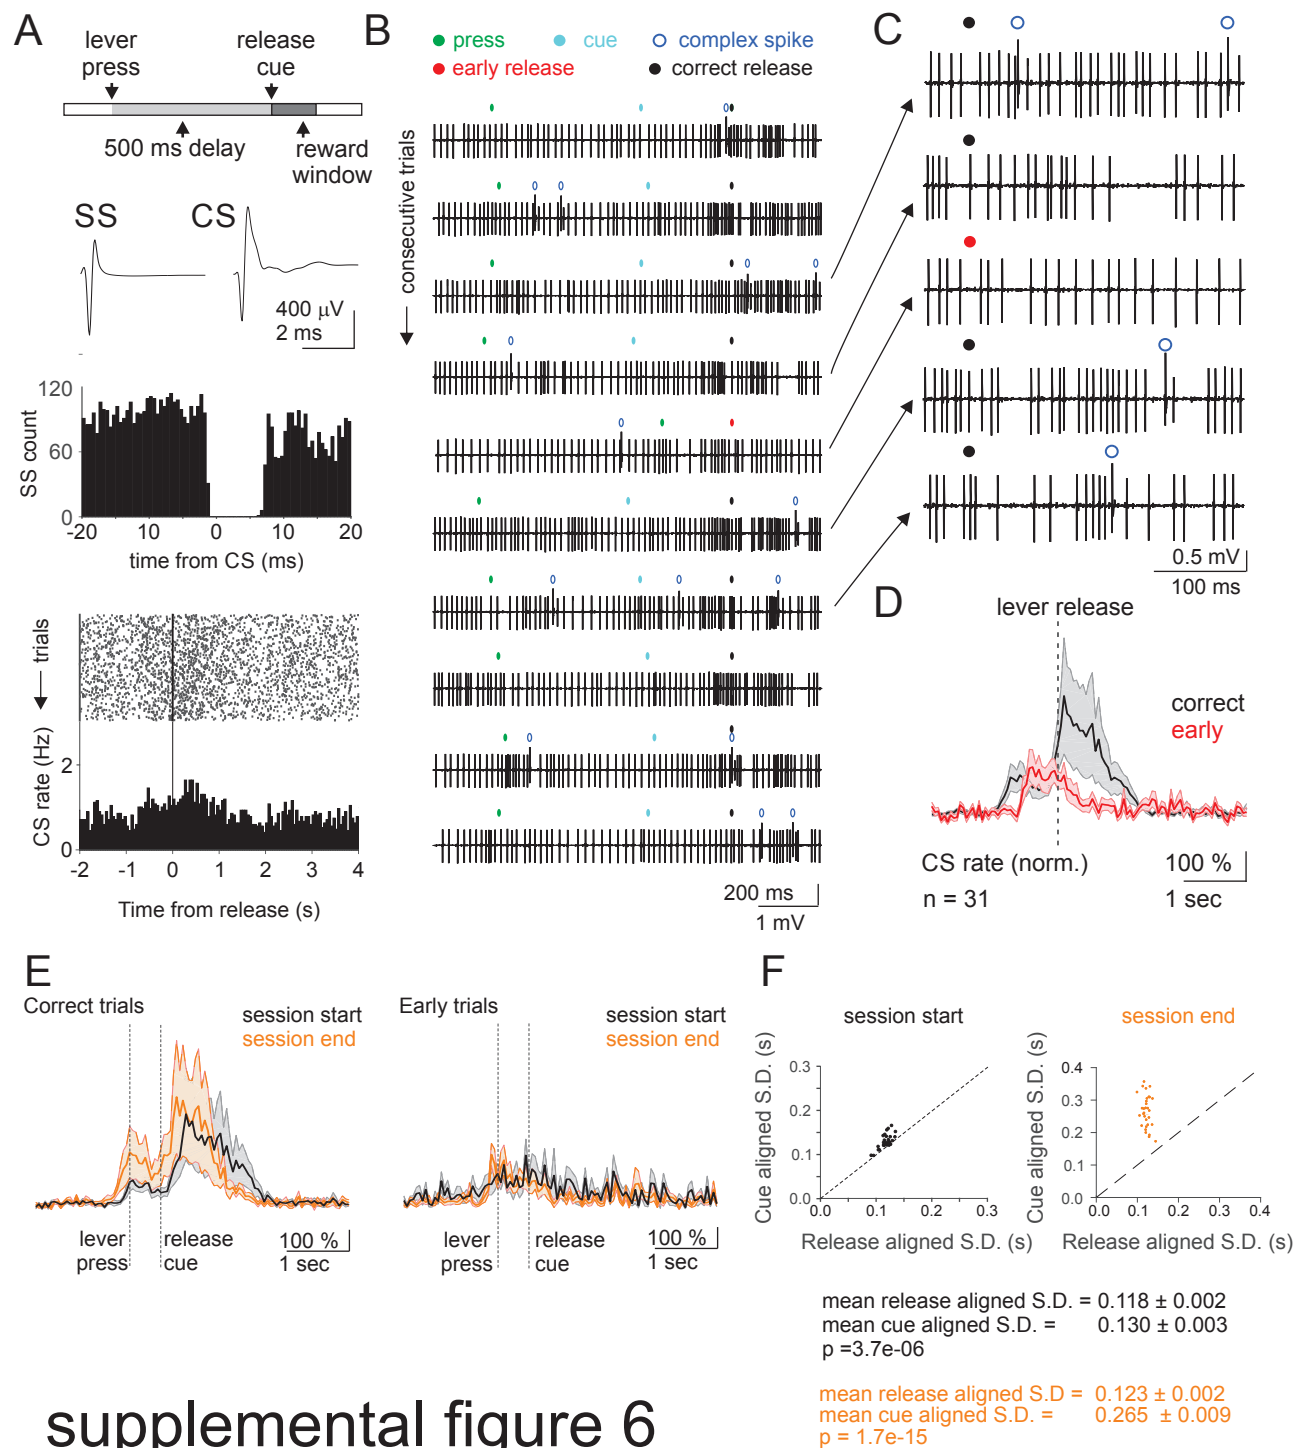 A
lever
press
release
cue
500 ms delay
reward
window
SS
CS
400 μV
2 ms
SS count
120
60
0
-20
10
0
10
20
time from CS (ms)
trials
CS rate (Hz)
2
0
-2
-1
0
1
2
3
4
Time from release (s)
B
press
cue
complex spike
early release
correct release
consecutive trials
200 ms
1 mV
C
0.5 mV
100 ms
D
lever release
correct
early
CS rate (norm.)
n = 31
100 %
1 sec
E
Correct trials
session start
session end
lever
press
release
cue
100 %
1 sec
Early trials
session start
session end
lever
press
release
cue
100 %
1 sec
F
session start
Cue aligned S.D. (s)
0.3
0.2
0.1
0.0
0.0
0.1
0.2
0.3
Release aligned S.D. (s)
session end
Cue aligned S.D. (s)
0.4
0.3
0.2
0.1
0.0
0.0
0.1
0.2
0.3
0.4
Release aligned S.D. (s)
mean release aligned S.D. = 0.118 ± 0.002
mean cue aligned S.D. = 0.130 ± 0.003
p =3.7e-06
mean release aligned S.D = 0.123 ± 0.002
mean cue aligned S.D. = 0.265 ± 0.009
p = 1.7e-15
supplemental figure 6